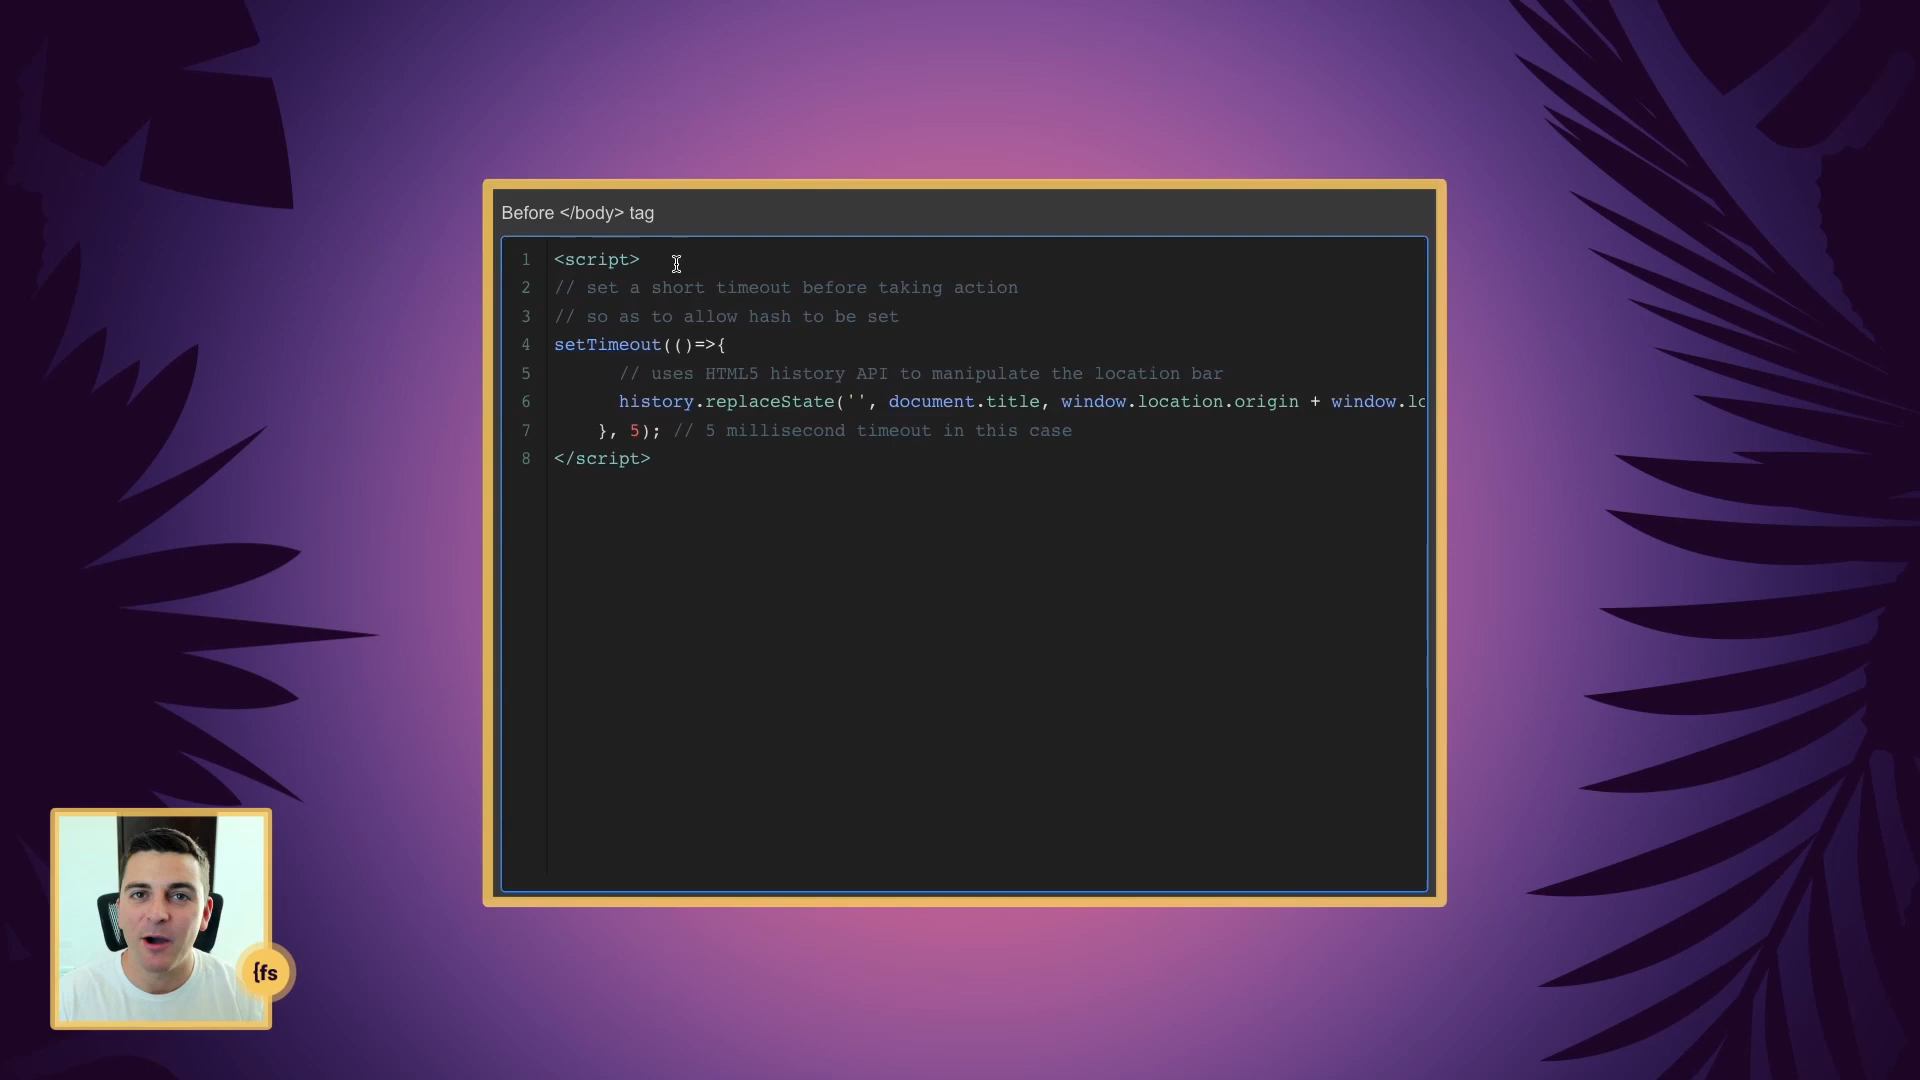 Before </body> tag
1 <script>
2 // set a short timeout before taking action
3 // so as to allow hash to be set
4 setTimeout(()=>{
5 // uses HTML5 history API to manipulate the location bar
6 history.replaceState('', document.title, window.location.origin + window.lo
7 }, 5); // 5 millisecond timeout in this case
8 </script>
{fs